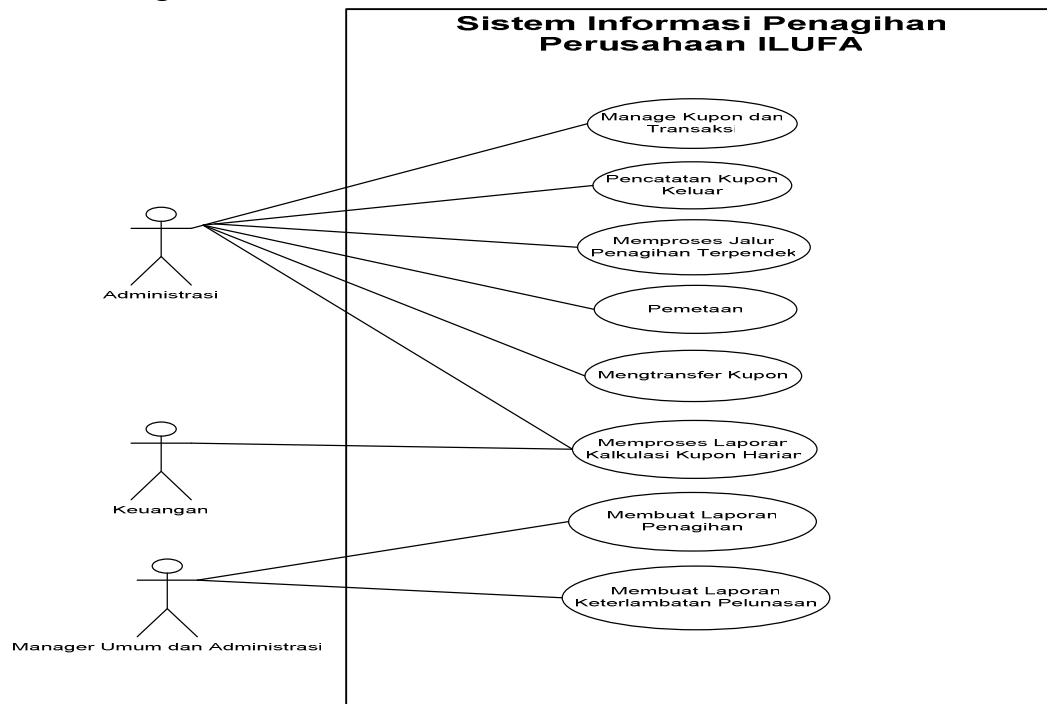 Sistem Informasi Penagihan
Perusahaan ILUFA
Manage Kupon dan
Transaksi
Pencatatan Kupon
Keluar
Memproses Jalur
Penagihan Terpendek
Administrasi
Pemetaan
Mengtransfer Kupon
Memproses Laporan
Kalkulasi Kupon Harian
Keuangan
Membuat Laporan
Penagihan
Membuat Laporan
Keterlambatan Pelunasan
Manager Umum dan Administrasi